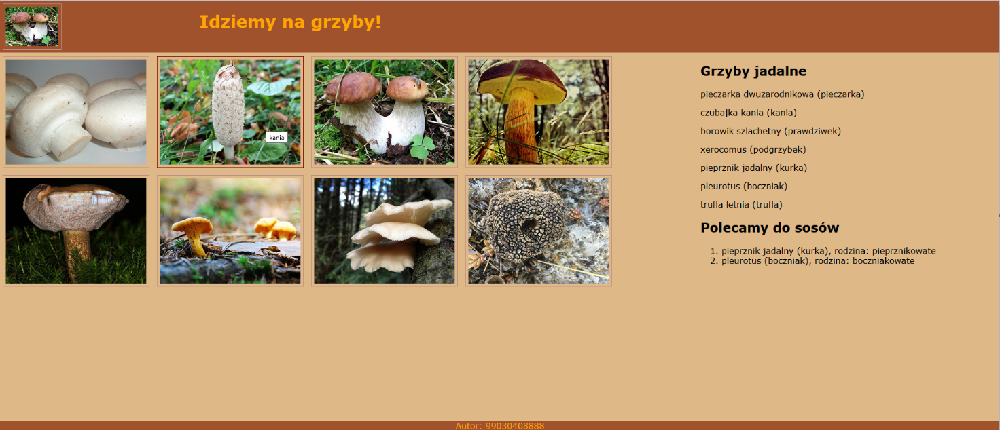 Idziemy na grzyby!
kania
Grzyby jadalne
pieczarka dwuzarodnikowa (pieczarka)
czubajka kania (kania)
borowik szlachetny (prawdziwek)
xerocomus (podgrzybek)
pieprznik jadalny (kurka)
pleurotus (boczniak)
trufla letnia (trufla)
Polecamy do sosów
1. pieprznik jadalny (kurka), rodzina: pieprznikowate
2. pleurotus (boczniak), rodzina: boczniakowate
Autor: 99030408888